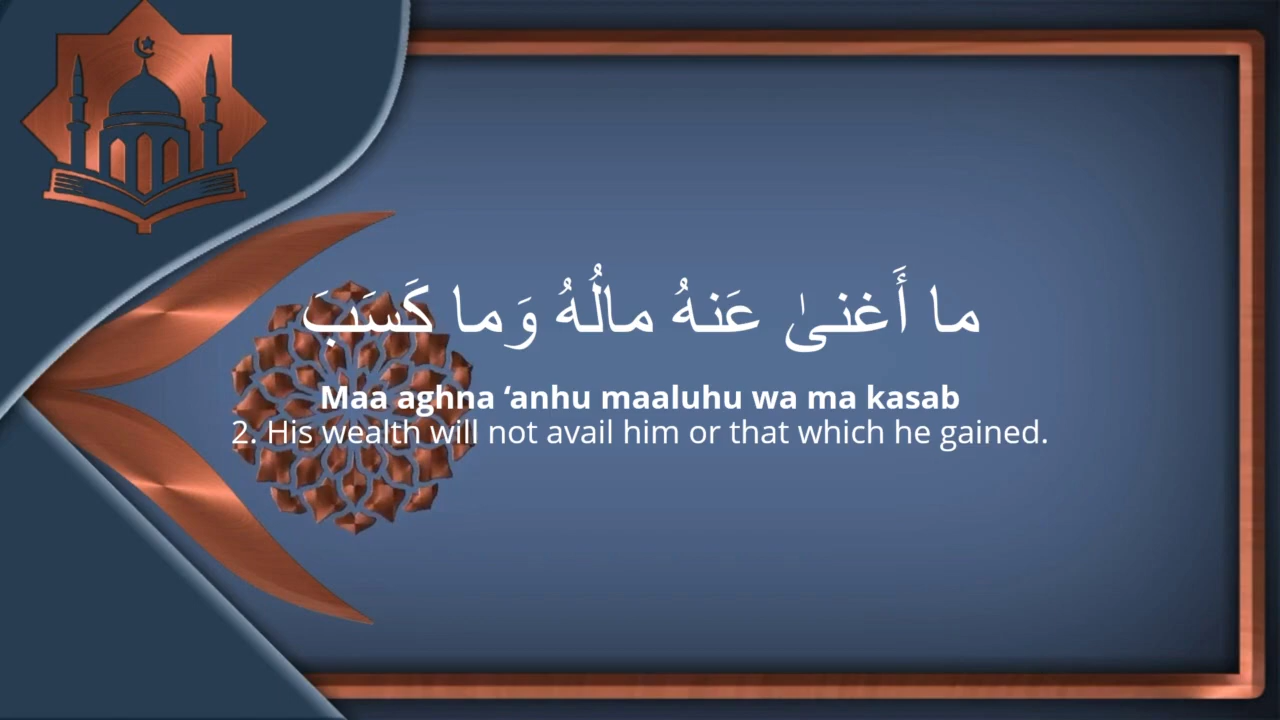 ما أَغنىٰ عَنهُ مالُهُ وَما كَسَبَ
Maa aghna ‘anhu maaluhu wa ma kasab
2. His wealth will not avail him or that which he gained.